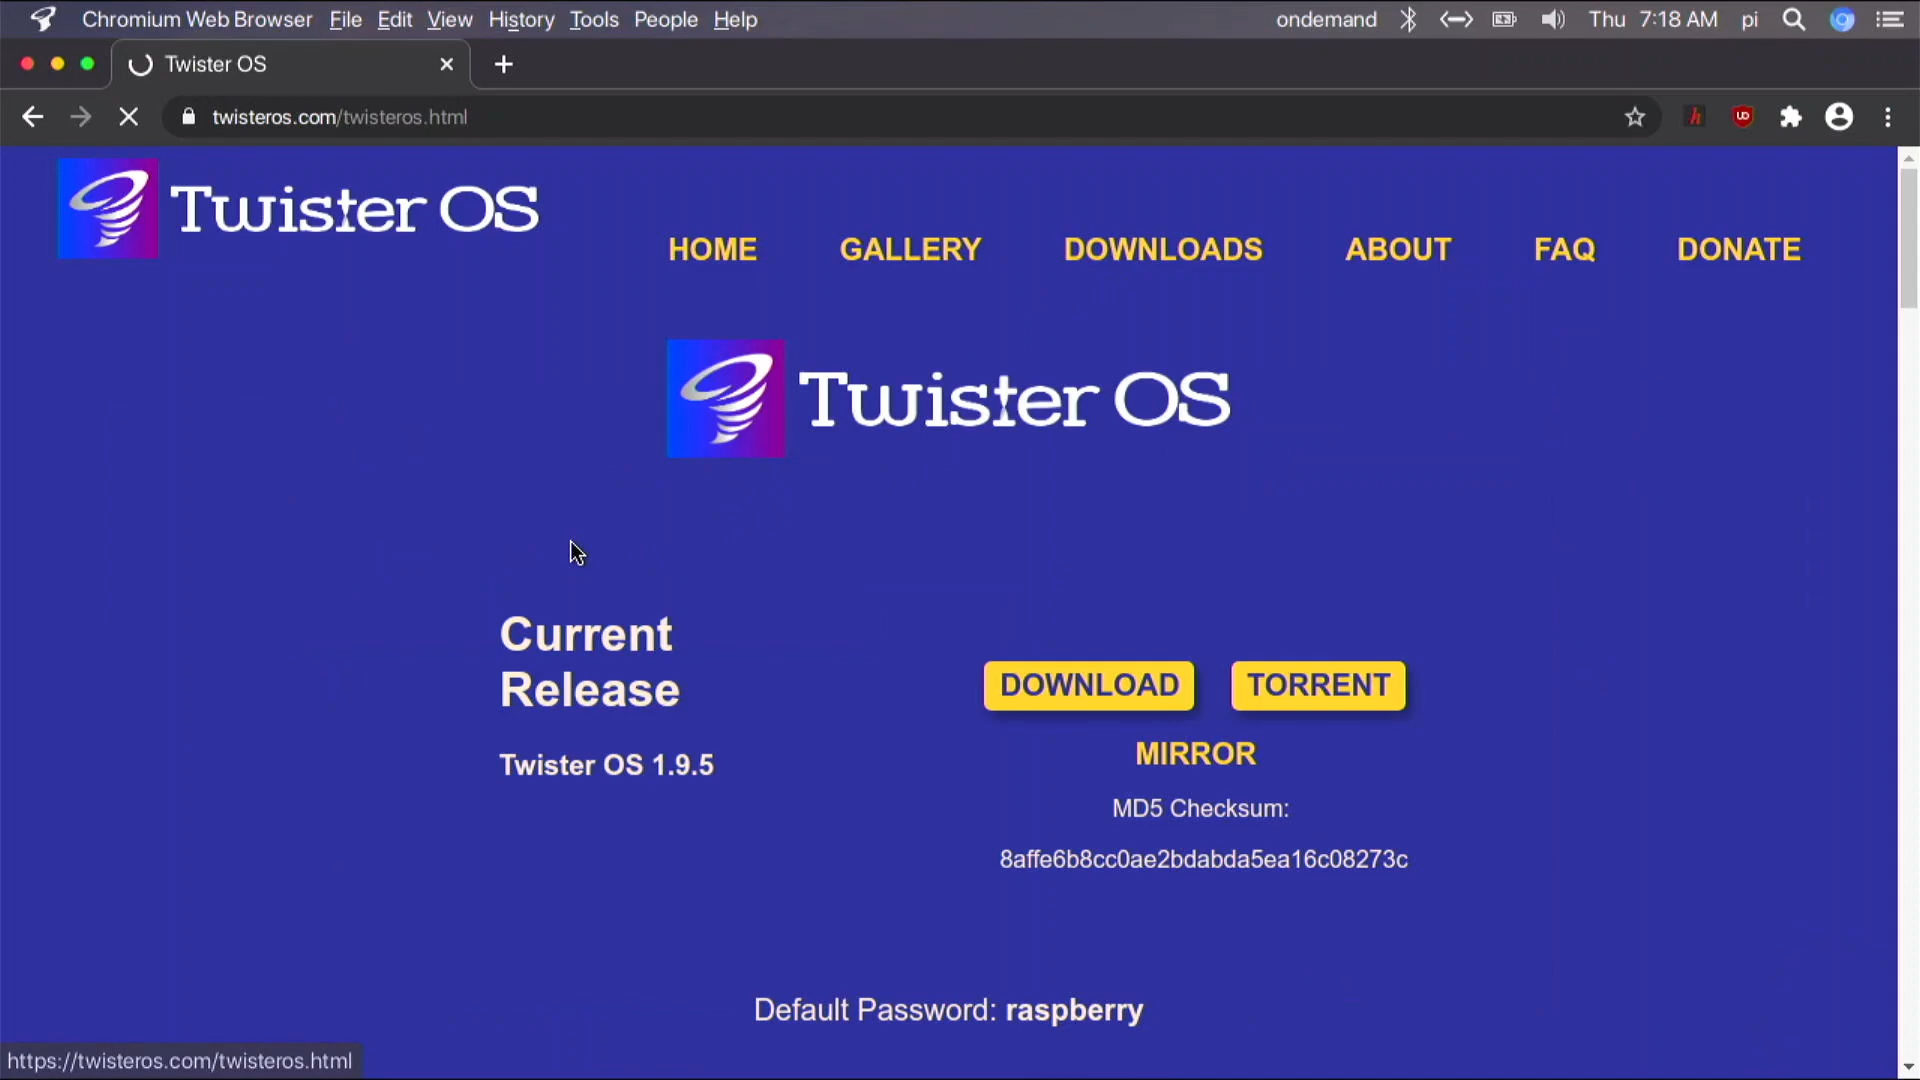 Chromium Web Browser File Edit View History Tools People Help ondemand Thu 7:18 AM pi
Twister OS
twisteros.com/twisteros.html
Twister OS
HOME GALLERY DOWNLOADS ABOUT FAQ DONATE
Twister OS
Current
Release
Twister OS 1.9.5
DOWNLOAD TORRENT
MIRROR
MD5 Checksum:
8affe6b8cc0ae2bdabda5ea16c08273c
Default Password: raspberry
https://twisteros.com/twisteros.html